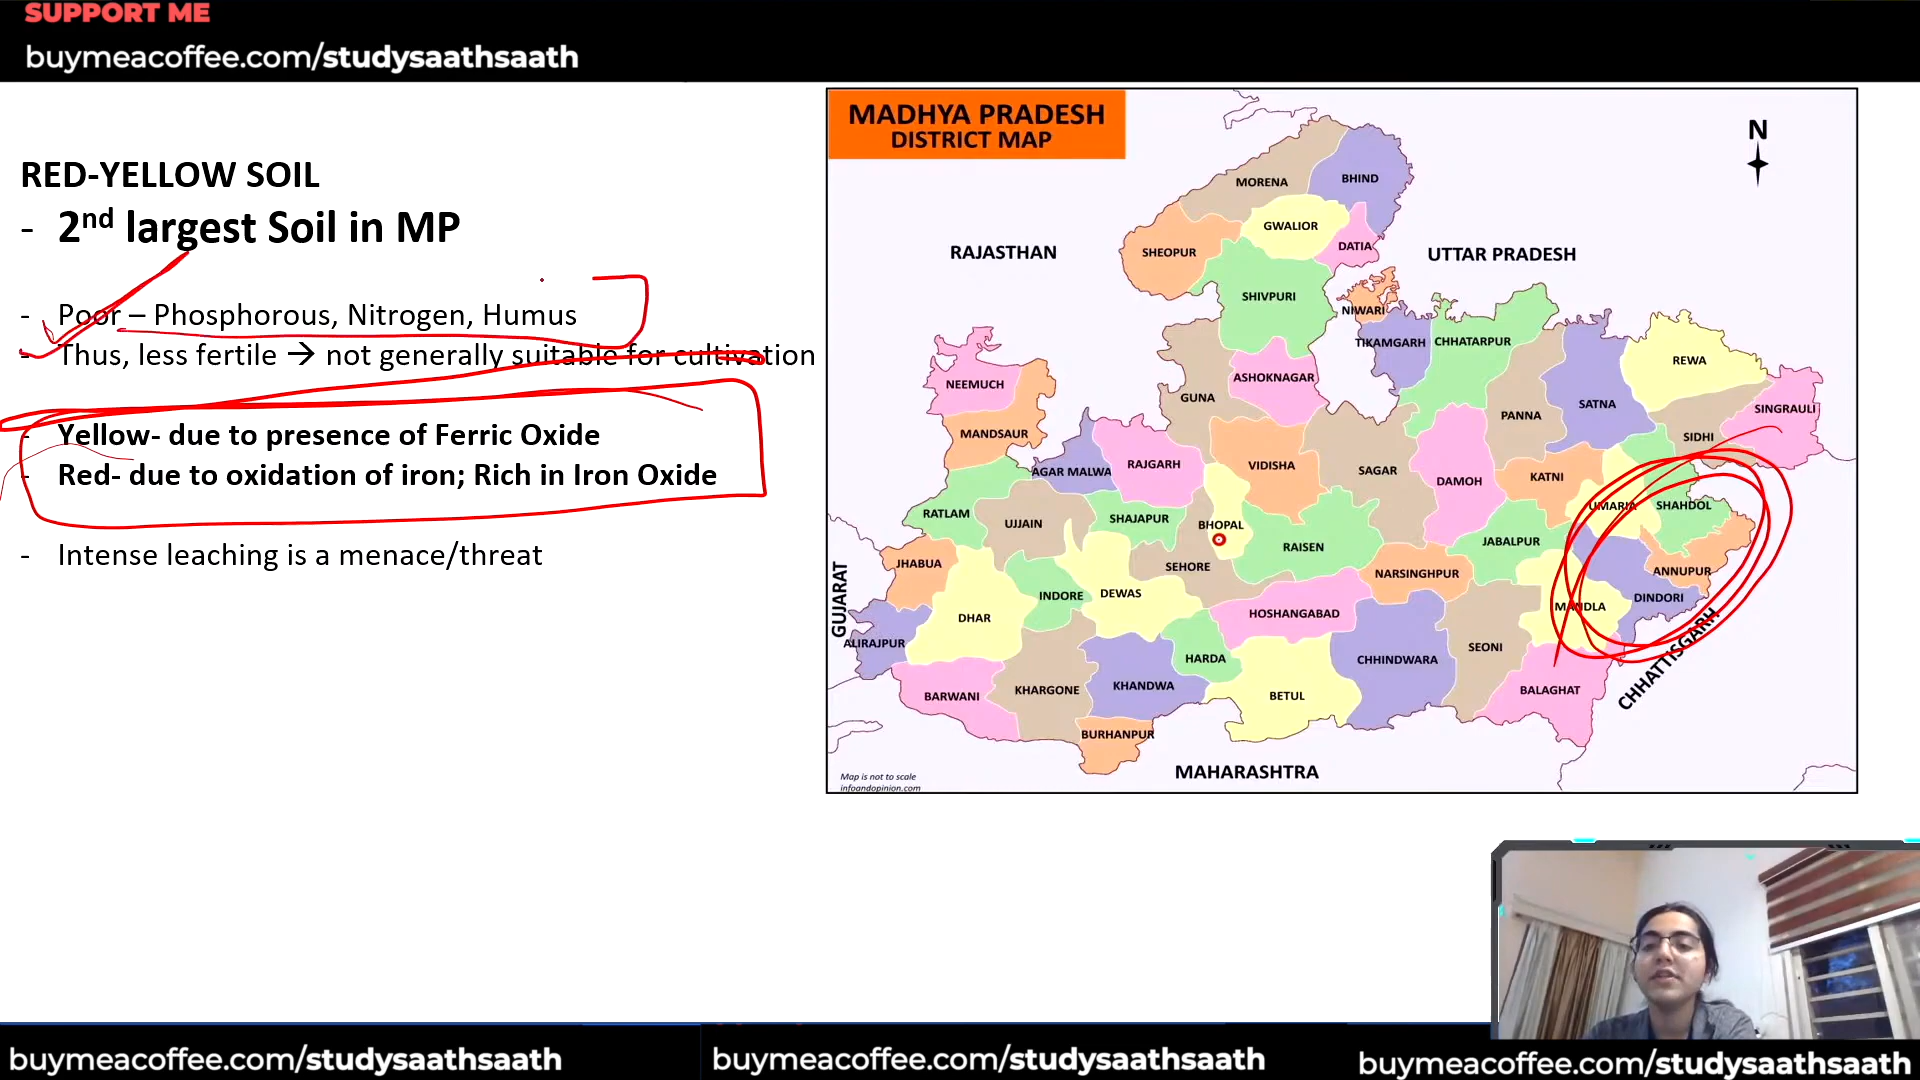 SUPPORT ME
buymeacoffee.com/studysaathsaath
RED-YELLOW SOIL
- 2nd largest Soil in MP
- Poor – Phosphorous, Nitrogen, Humus
- Thus, less fertile → not generally suitable for cultivation
- Yellow- due to presence of Ferric Oxide
- Red- due to oxidation of iron; Rich in Iron Oxide
- Intense leaching is a menace/threat
MADHYA PRADESH
DISTRICT MAP
N
MORENA
BHIND
GWALIOR
DATIA
SHEOPUR
RAJASTHAN
UTTAR PRADESH
SHIVPURI
NIWARI
TIKAMGARH
CHHATARPUR
REWA
NEEMUCH
ASHOKNAGAR
GUNA
PANNA
SATNA
SINGRAULI
MANDSAUR
SIDHI
AGAR MALWA
RAJGARH
VIDISHA
SAGAR
DAMOH
KATNI
UMARIA
SHAHDOL
RATLAM
UJJAIN
SHAJAPUR
BHOPAL
RAISEN
JABALPUR
JHABUA
SEHORE
NARSINGHPUR
ANNUPUR
GUJARAT
INDORE
DEWAS
DINDORI
DHAR
HOSHANGABAD
MANDLA
ALIRAJPUR
HARDA
CHHINDWARA
SEONI
CHHATTISGARH
BARWANI
KHARGONE
KHANDWA
BETUL
BALAGHAT
BURHANPUR
MAHARASHTRA
Map is not to scale
infoandopinion.com
buymeacoffee.com/studysaathsaath
buymeacoffee.com/studysaathsaath
buymeacoffee.com/studysaathsaath